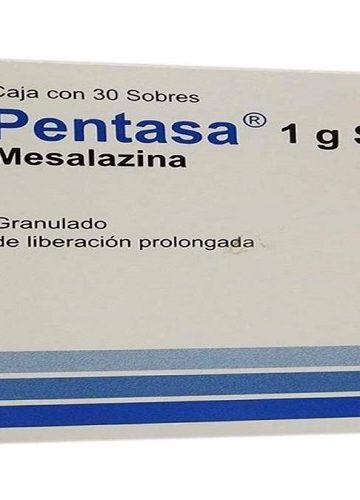 Caja con 30 Sobres
Pentasa® 1 g S
Mesalazina
Granulado
de liberación prolongada